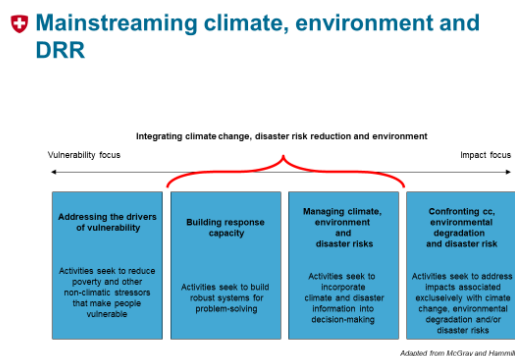 Mainstreaming climate, environment and
DRR
Integrating climate change, disaster risk reduction and environment
Vulnerability focus
Impact focus
Addressing the drivers
of vulnerability
Activities seek to reduce
poverty and other
non-climatic stressors
that make people
vulnerable
Building response
capacity
Activities seek to build
robust systems for
problem-solving
Managing climate,
environment
and
disaster risks
Activities seek to
incorporate
climate and disaster
information into
decision-making
Confronting cc,
environmental
degradation
and disaster risk
Activities seek to address
impacts associated
exclusively with climate
change, environmental
degradation and/or
disaster risks
Adapted from McGray and Hammill